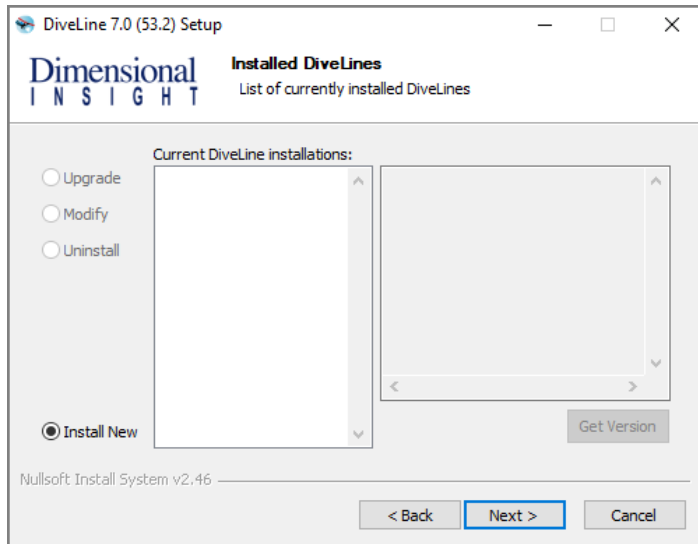 DiveLine 7.0 (53.2) Setup
Dimensional
INSIGHT
Installed DiveLines
List of currently installed DiveLines
Current DiveLine installations:
Upgrade
Modify
Uninstall
Install New
Get Version
Nullsoft Install System v2.46
< Back
Next >
Cancel